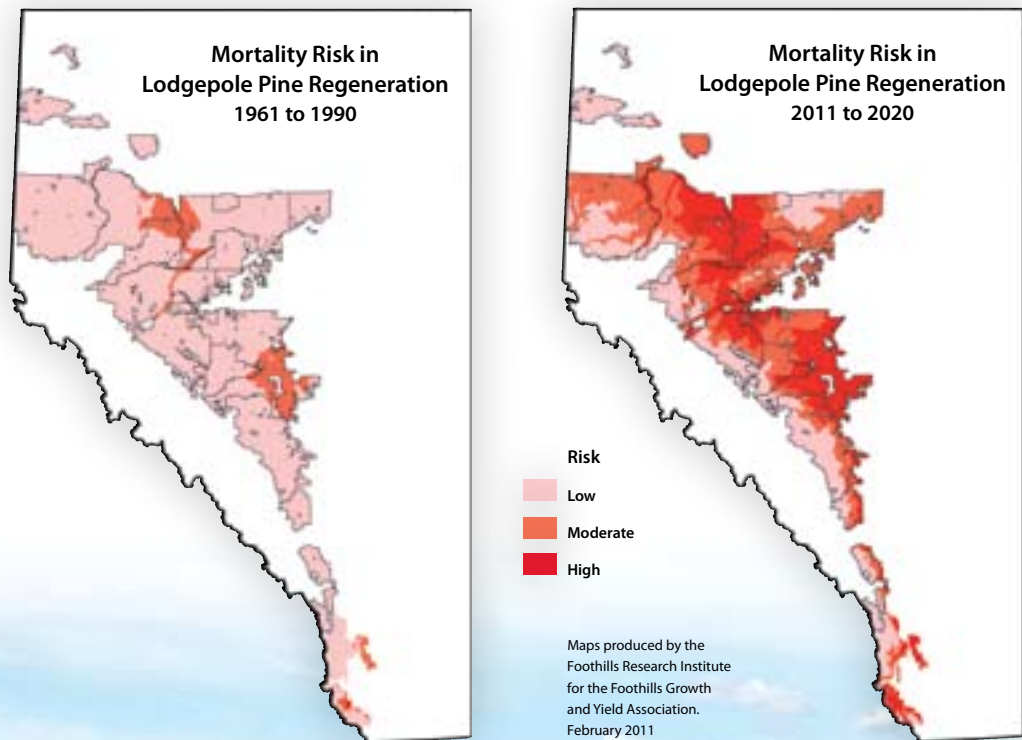 Mortality Risk in
Lodgepole Pine Regeneration
1961 to 1990
Mortality Risk in
Lodgepole Pine Regeneration
2011 to 2020
Risk
Low
Moderate
High
Maps produced by the
Foothills Research Institute
for the Foothills Growth
and Yield Association.
February 2011